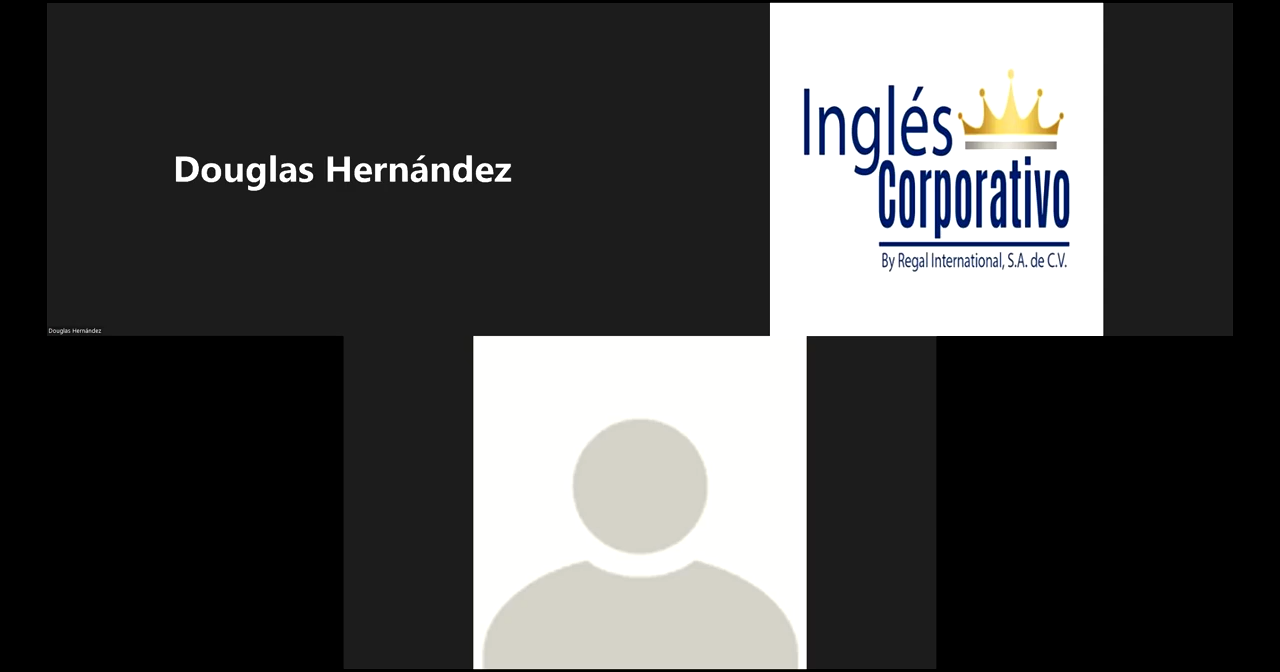 Douglas Hernández
Douglas Hernández
Inglés
Corporativo
By Regal International, S.A. de C.V.